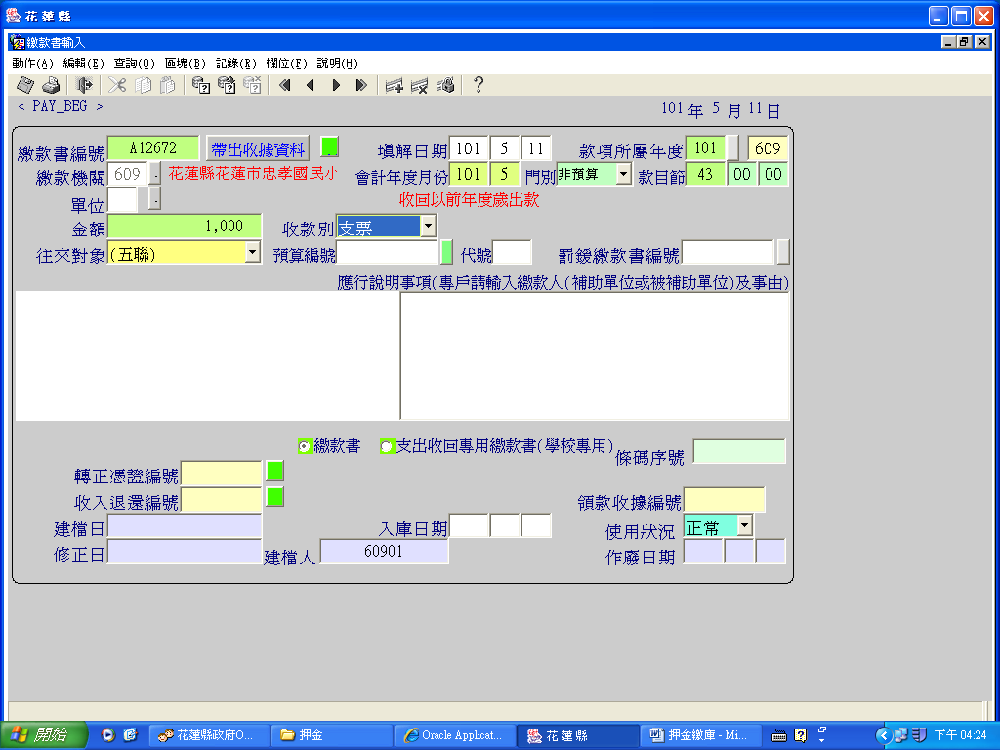 花蓮縣
繳款書輸入
動作(A) 編輯(E) 查詢(Q) 區塊(B) 記錄(R) 欄位(F) 說明(H)
< PAY_BEG > 101 年 5 月 11 日
繳款書編號 A12672 帶出收據資料 填解日期 101 5 11 款項所屬年度 101 609
繳款機關 609 花蓮縣花蓮市忠孝國民小 會計年度月份 101 5 門別 非預算 款目節 43 00 00
單位 收回以前年度歲出款
金額 1,000 收款別 支票
往來對象 (五聯) 預算編號 代號 罰鍰繳款書編號
應行說明事項(專戶請輸入繳款人(補助單位或被補助單位)及事由)
繳款書 支出收回專用繳款書(學校專用) 條碼序號
轉正憑證編號
收入退還編號 領款收據編號
建檔日 入庫日期 使用狀況 正常
修正日 建檔人 60901 作廢日期
開始 花蓮縣政府O... 押金 Oracle Applicat... 花蓮縣 押金繳庫 - Mi... 下午 04:24